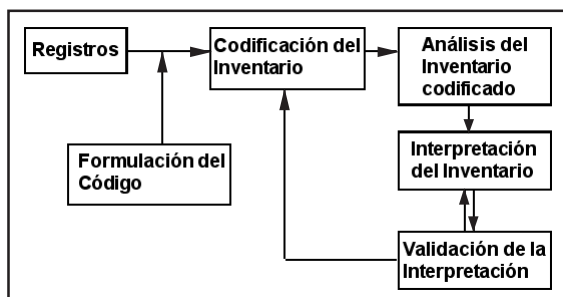 Registros
Codificación del
Inventario
Análisis del
Inventario
codificado
Formulación del
Código
Interpretación
del Inventario
Validación de la
Interpretación